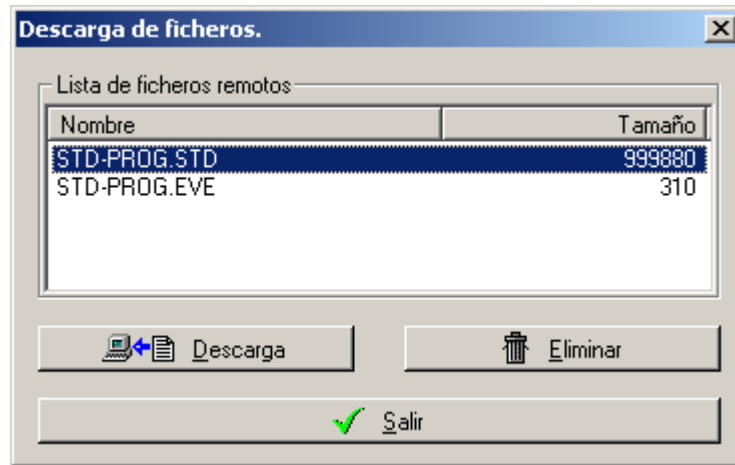 Descarga de ficheros.
Lista de ficheros remotos
Nombre Tamaño
STD-PROG.STD 999880
STD-PROG.EVE 310
Descarga Eliminar
Salir